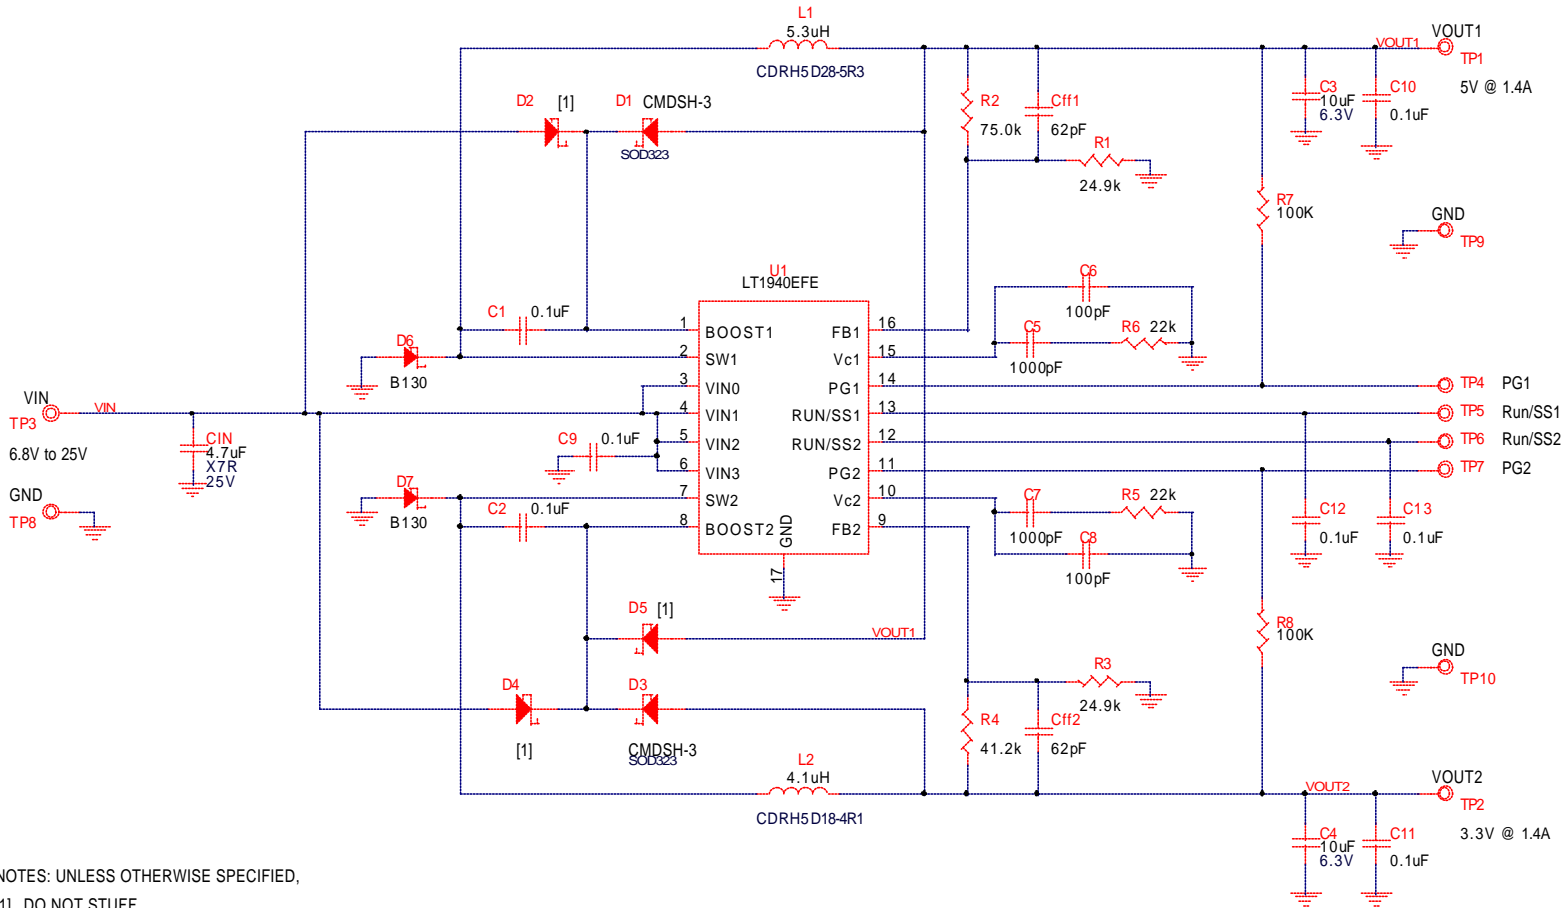 L1
5.3uH
CDRH5D28-5R3
VOUT1
VOUT1
TP1
5V @ 1.4A
D2
[1]
D1
CMDSH-3
SOD323
R2
75.0k
Cff1
62pF
R1
24.9k
C3
10uF
6.3V
C10
0.1uF
R7
100K
GND
TP9
U1
LT1940EFE
C6
100pF
C5
1000pF
R6
22k
C1
0.1uF
D6
B130
1
BOOST1
2
SW1
3
VIN0
4
VIN1
5
VIN2
6
VIN3
7
SW2
8
BOOST2
GND
17
16
FB1
15
Vc1
14
PG1
13
RUN/SS1
12
RUN/SS2
11
PG2
10
Vc2
9
FB2
TP4
PG1
TP5
Run/SS1
TP6
Run/SS2
TP7
PG2
VIN
VIN
TP3
6.8V to 25V
CIN
4.7uF
X7R
25V
GND
TP8
C9
0.1uF
D7
B130
C2
0.1uF
C7
1000pF
R5
22k
C8
100pF
C12
0.1uF
C13
0.1uF
D5
[1]
VOUT1
D4
[1]
D3
CMDSH-3
SOD323
R3
24.9k
R4
41.2k
Cff2
62pF
R8
100K
GND
TP10
L2
4.1uH
CDRH5D18-4R1
VOUT2
VOUT2
TP2
3.3V @ 1.4A
C4
10uF
6.3V
C11
0.1uF
NOTES: UNLESS OTHERWISE SPECIFIED,
1] DO NOT STUFF